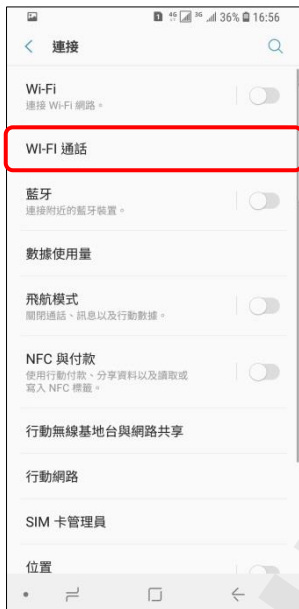 1 4G 3G 36% 16:56
連接
Wi-Fi
連接 Wi-Fi 網路。
WI-FI 通話
藍牙
連接附近的藍牙裝置。
數據使用量
飛航模式
關閉通話、訊息以及行動數據。
NFC 與付款
使用行動付款、分享資料以及讀取或
寫入 NFC 標籤。
行動無線基地台與網路共享
行動網路
SIM 卡管理員
位置